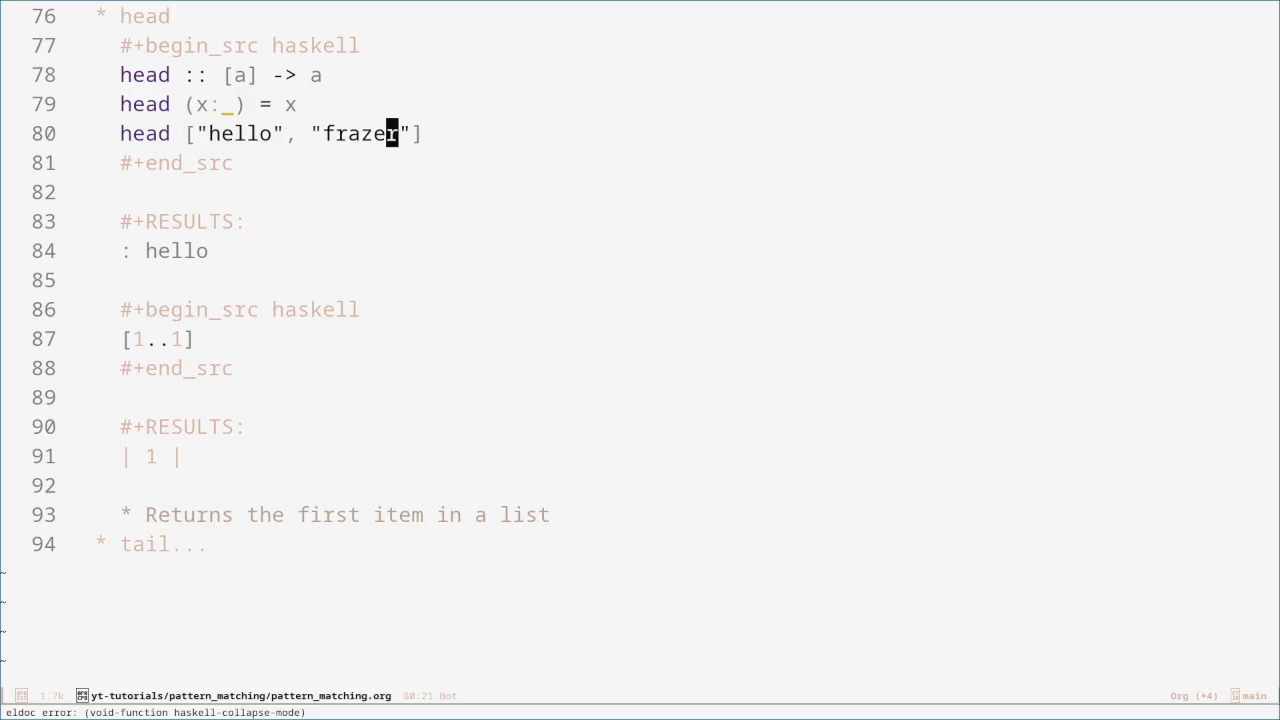 76 * head
77 #+begin_src haskell
78 head :: [a] -> a
79 head (x:_) = x
80 head ["hello", "frazer"]
81 #+end_src
82
83 #+RESULTS:
84 : hello
85
86 #+begin_src haskell
87 [1..1]
88 #+end_src
89
90 #+RESULTS:
91 | 1 |
92
93 * Returns the first item in a list
94 * tail...
~
~
~
~
1.7k yt-tutorials/pattern_matching/pattern_matching.org 80:21 Bot Org (+4) main
eldoc error: (void-function haskell-collapse-mode)